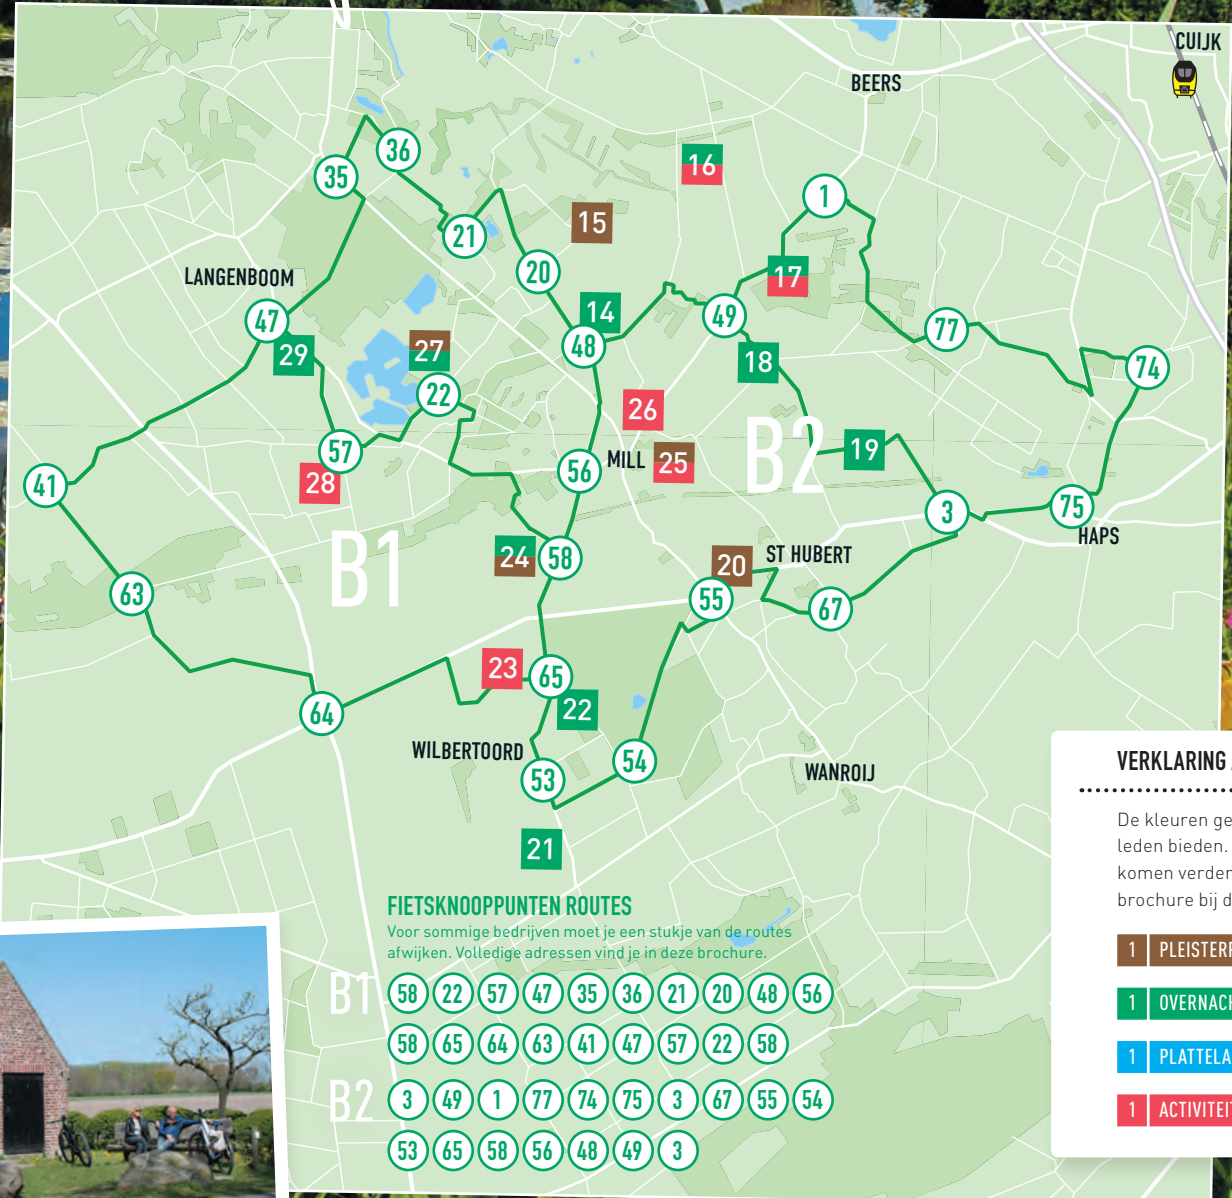 CUIJK
BEERS
36
35
16
1
15
21
20
LANGENBOOM
17
14
47
49
77
48
29
27
18
74
22
26
B2
57
19
MILL
25
56
28
41
3
75
HAPS
B1
24
58
20
ST HUBERT
63
55
67
23
65
22
64
WILBERTOORD
54
53
WANROIJ
21
VERKLARING
De kleuren ge
leden bieden.
komen verder
brochure bij d
1 PLEISTER
1 OVERNACH
1 PLATTELA
1 ACTIVITEIT
FIETSKNOOPPUNTEN ROUTES
Voor sommige bedrijven moet je een stukje van de routes
afwijken. Volledige adressen vind je in deze brochure.
B1 58 22 57 47 35 36 21 20 48 56
58 65 64 63 41 47 57 22 58
B2 3 49 1 77 74 75 3 67 55 54
53 65 58 56 48 49 3